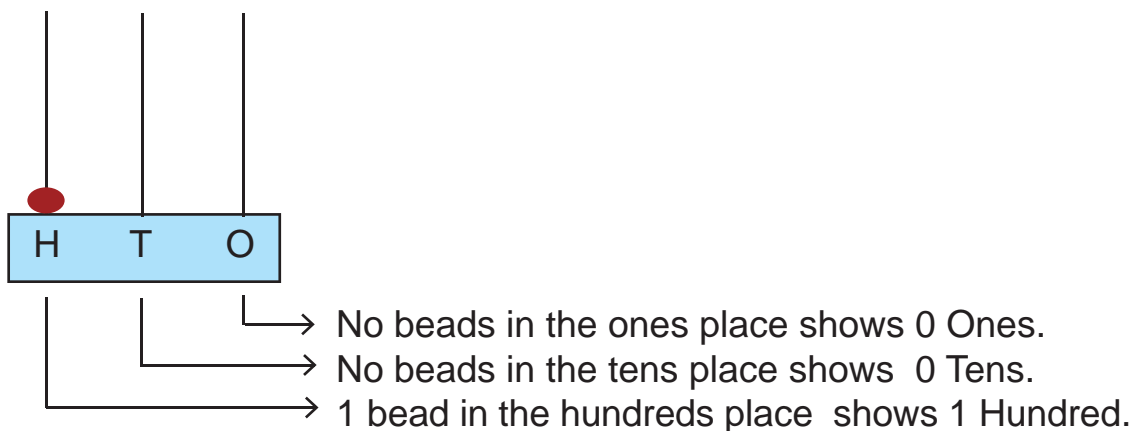 H T O
No beads in the ones place shows 0 Ones.
No beads in the tens place shows 0 Tens.
1 bead in the hundreds place shows 1 Hundred.